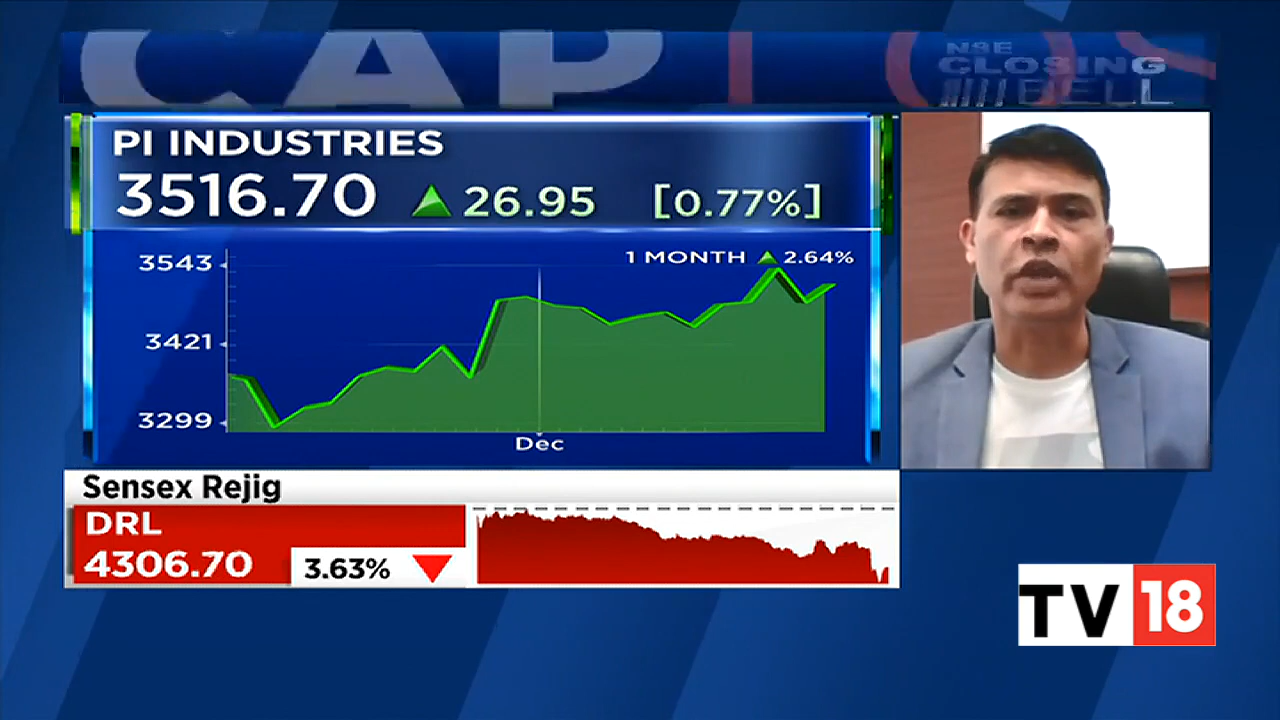 CAP
NSE
CLOSING
BELL
PI INDUSTRIES
3516.70 ▲ 26.95 [0.77%]
1 MONTH ▲ 2.64%
3543
3421
3299
Dec
Sensex Rejig
DRL
4306.70
3.63% ▼
TV18